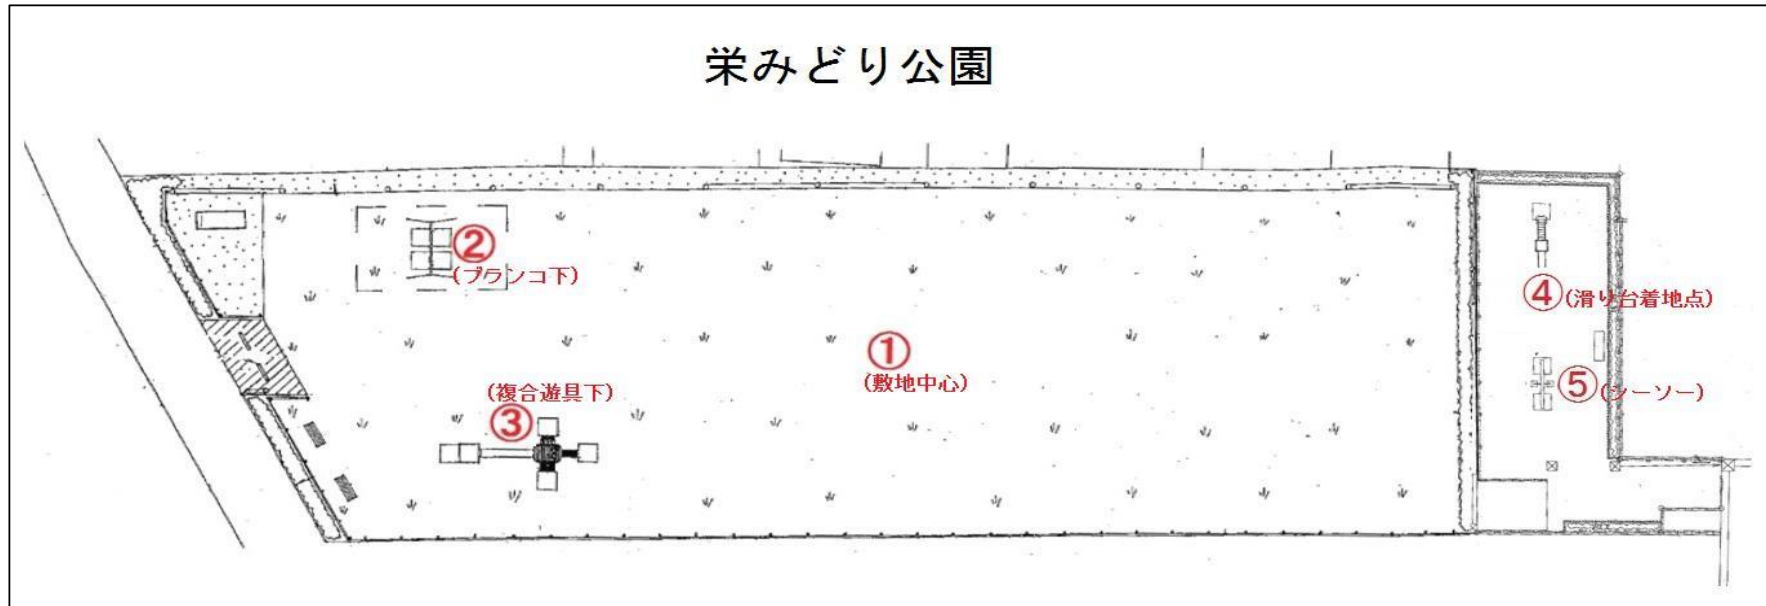 栄みどり公園
②
(ブランコ下)
④
(滑り台着地点)
①
(敷地中心)
(複合遊具下)
③
⑤
(シーソー)